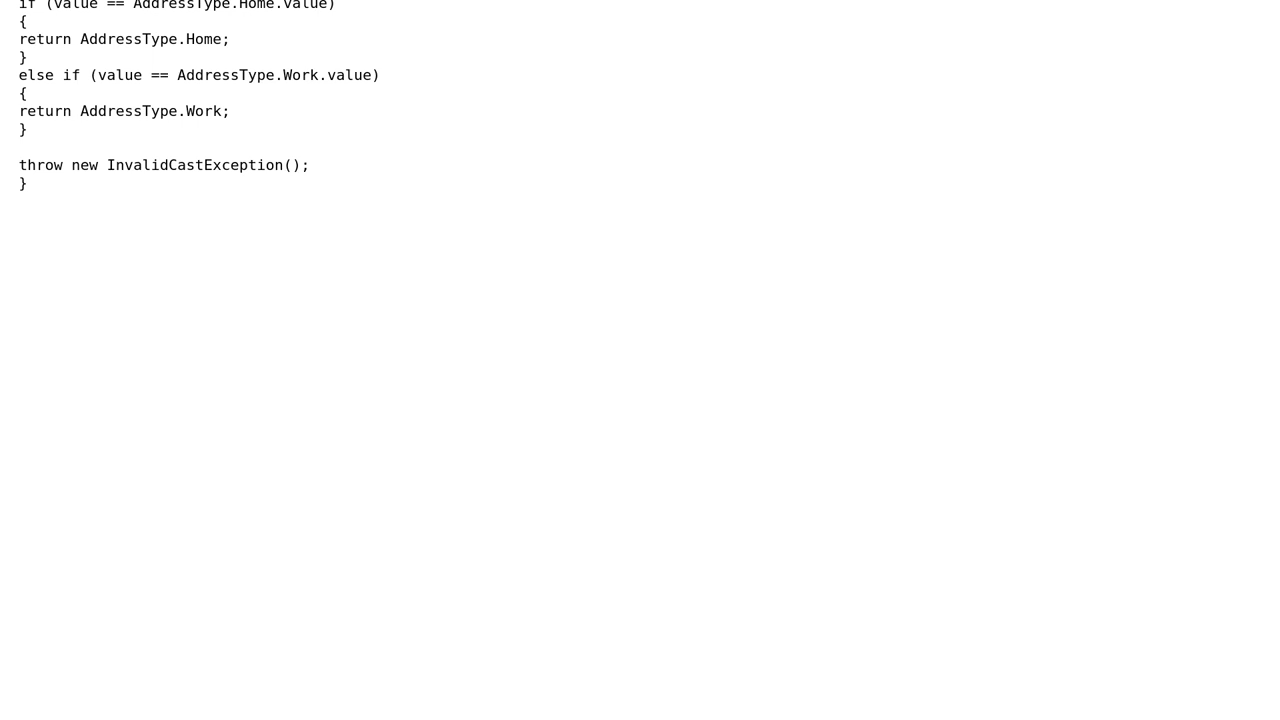 if (value == AddressType.Home.value)
{
return AddressType.Home;
}
else if (value == AddressType.Work.value)
{
return AddressType.Work;
}

throw new InvalidCastException();
}